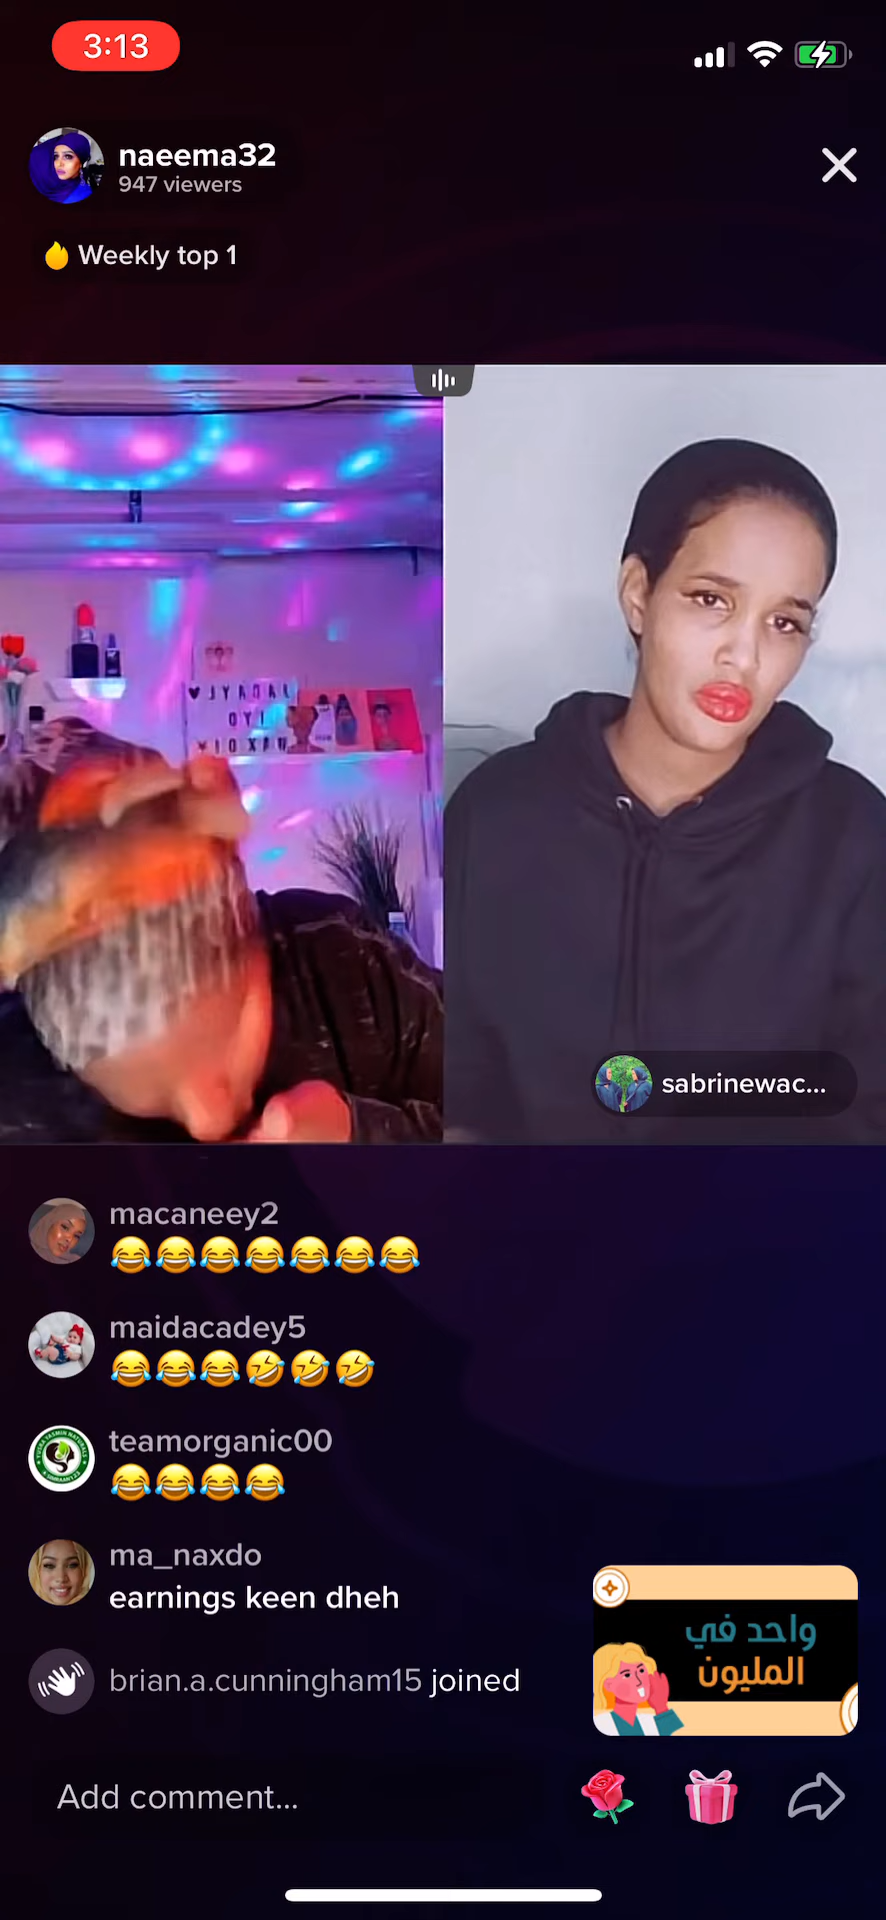 3:13
naeema32
947 viewers
Weekly top 1
sabrinewac...
macaneey2
😂😂😂😂😂😂😂
maidacadey5
😂😂😂🤣🤣🤣
teamorganic00
😂😂😂😂
ma_naxdo
earnings keen dheh
brian.a.cunningham15 joined
واحد في
المليون
Add comment...